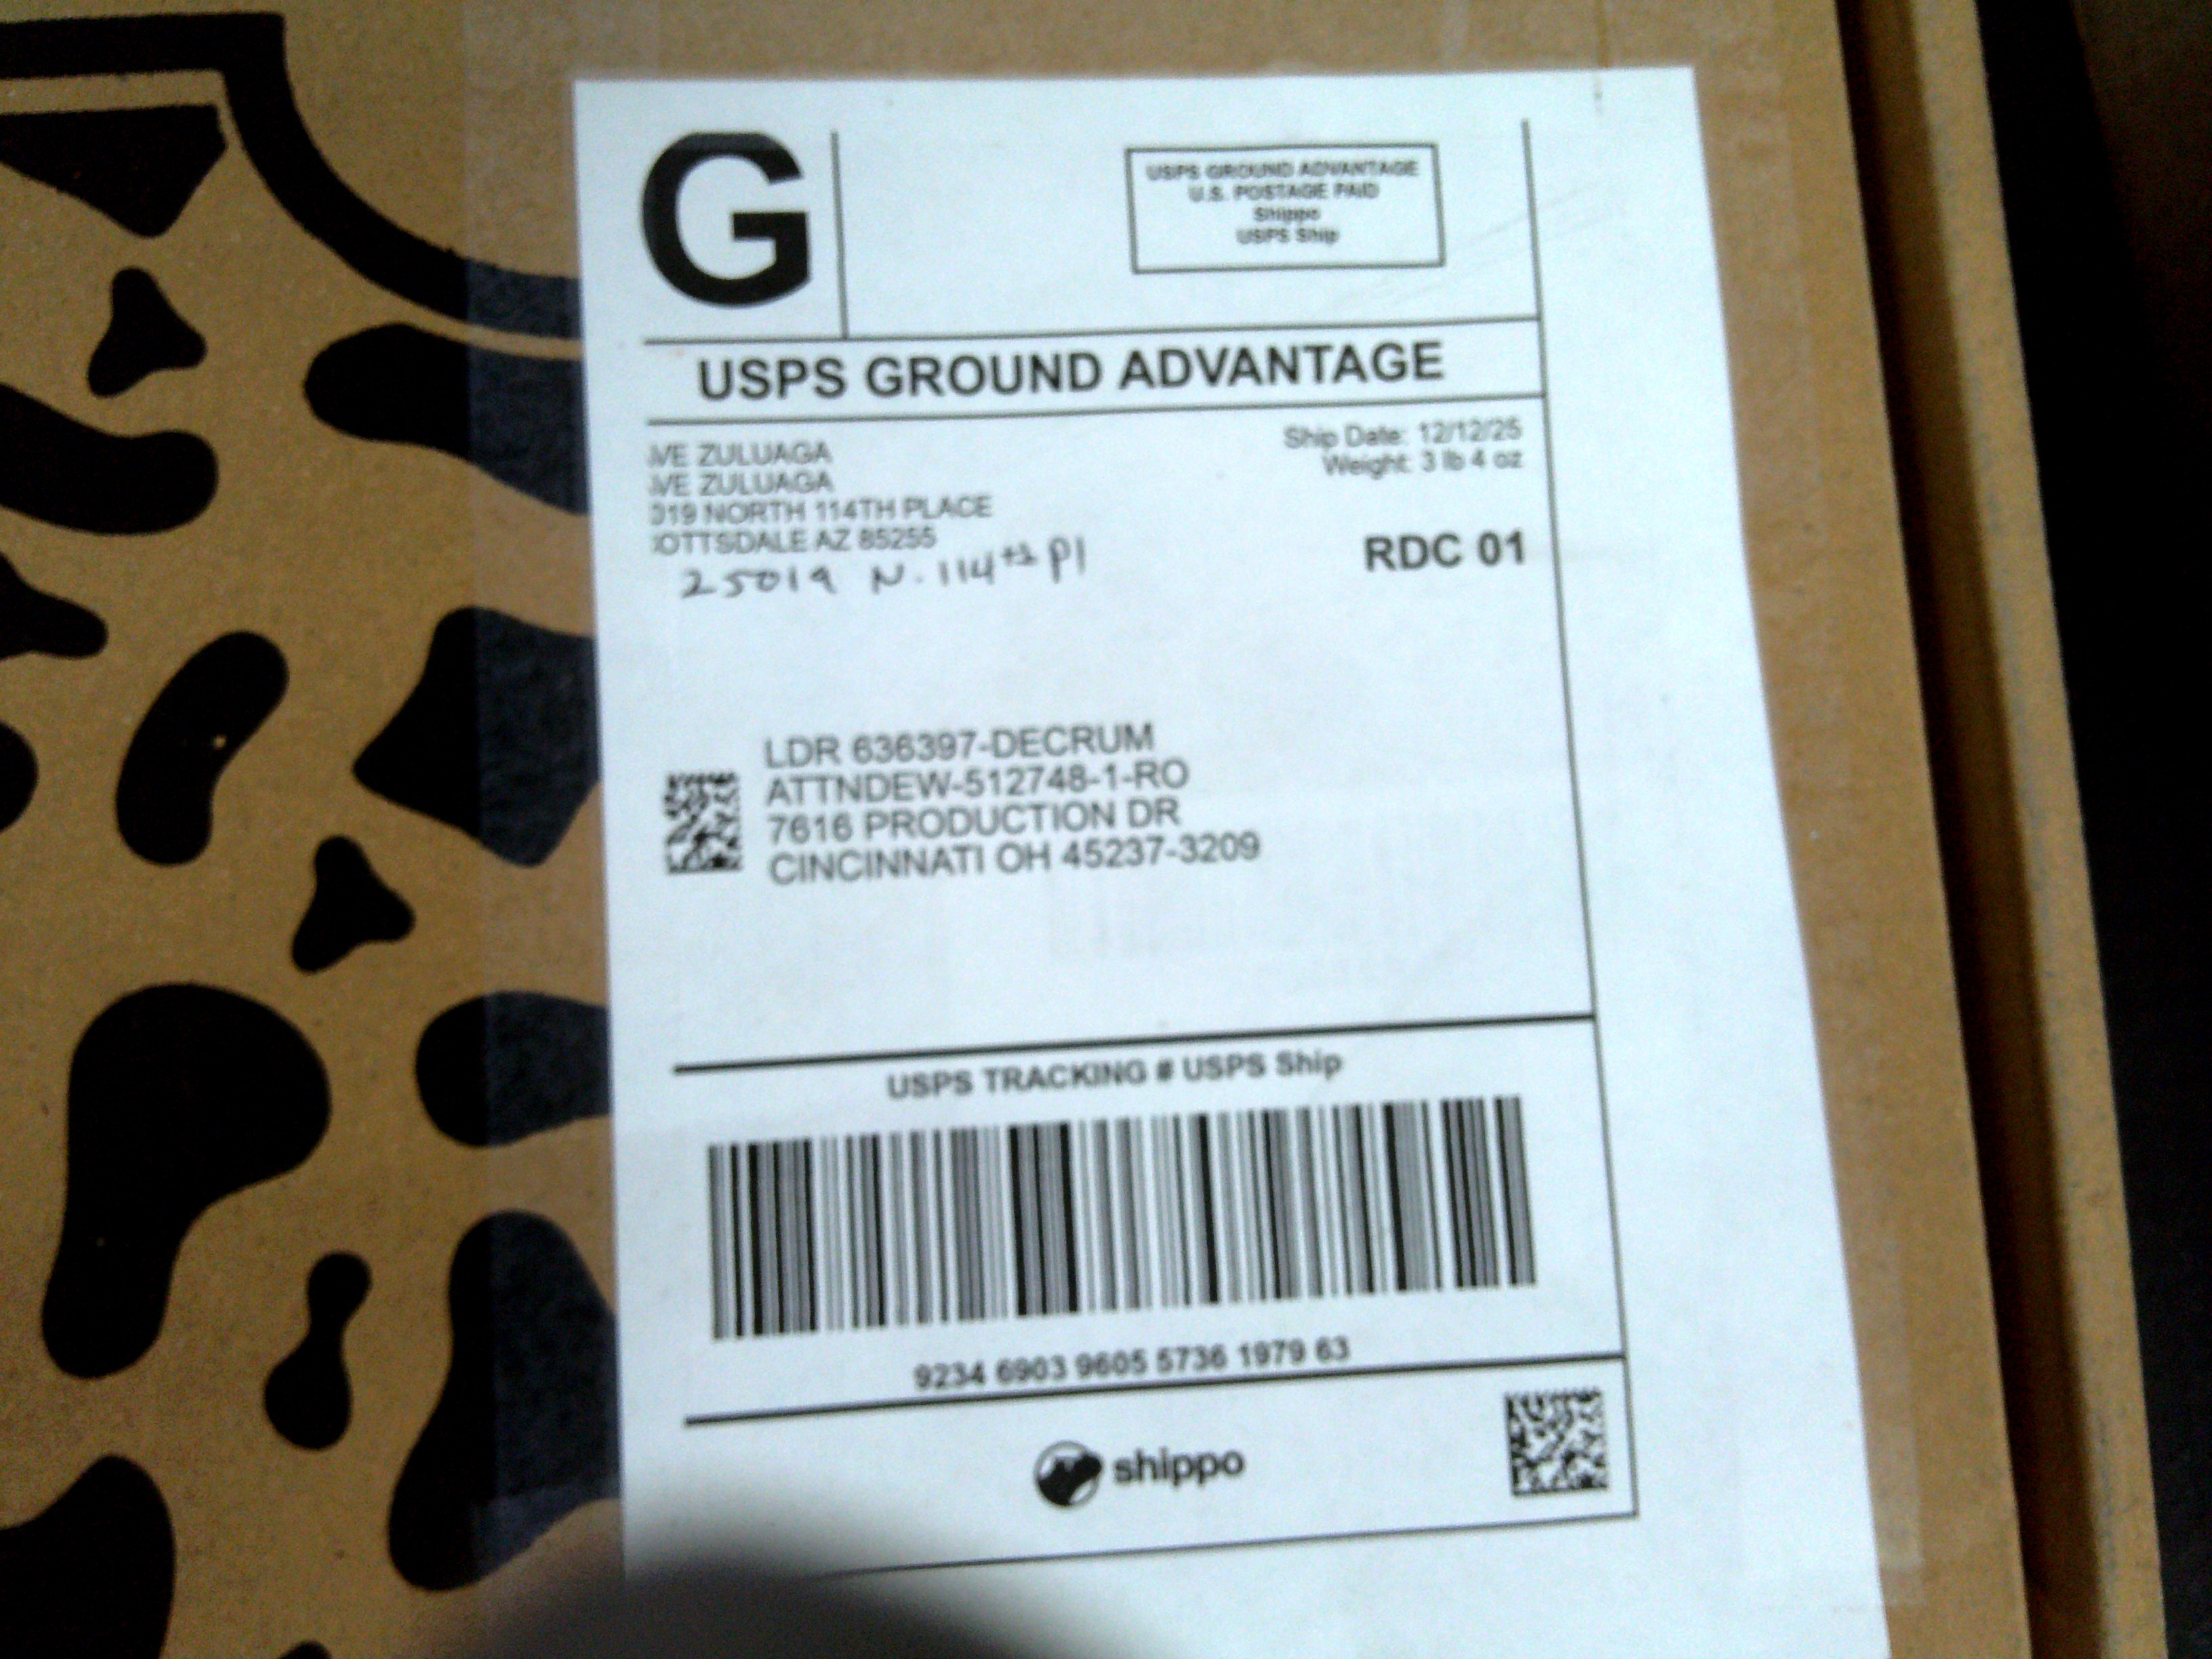 G
USPS GROUND ADVANTAGE
U.S. POSTAGE PAID
Shippo
USPS Ship
USPS GROUND ADVANTAGE
VE ZULUAGA
VE ZULUAGA
019 NORTH 114TH PLACE
OTTSDALE AZ 85255
25019 N. 114th Pl
Ship Date: 12/12/25
Weight: 3 lb 4 oz
RDC 01
LDR 636397-DECRUM
ATTNDEW-512748-1-RO
7616 PRODUCTION DR
CINCINNATI OH 45237-3209
USPS TRACKING # USPS Ship
9234 6903 9605 5736 1979 63
shippo